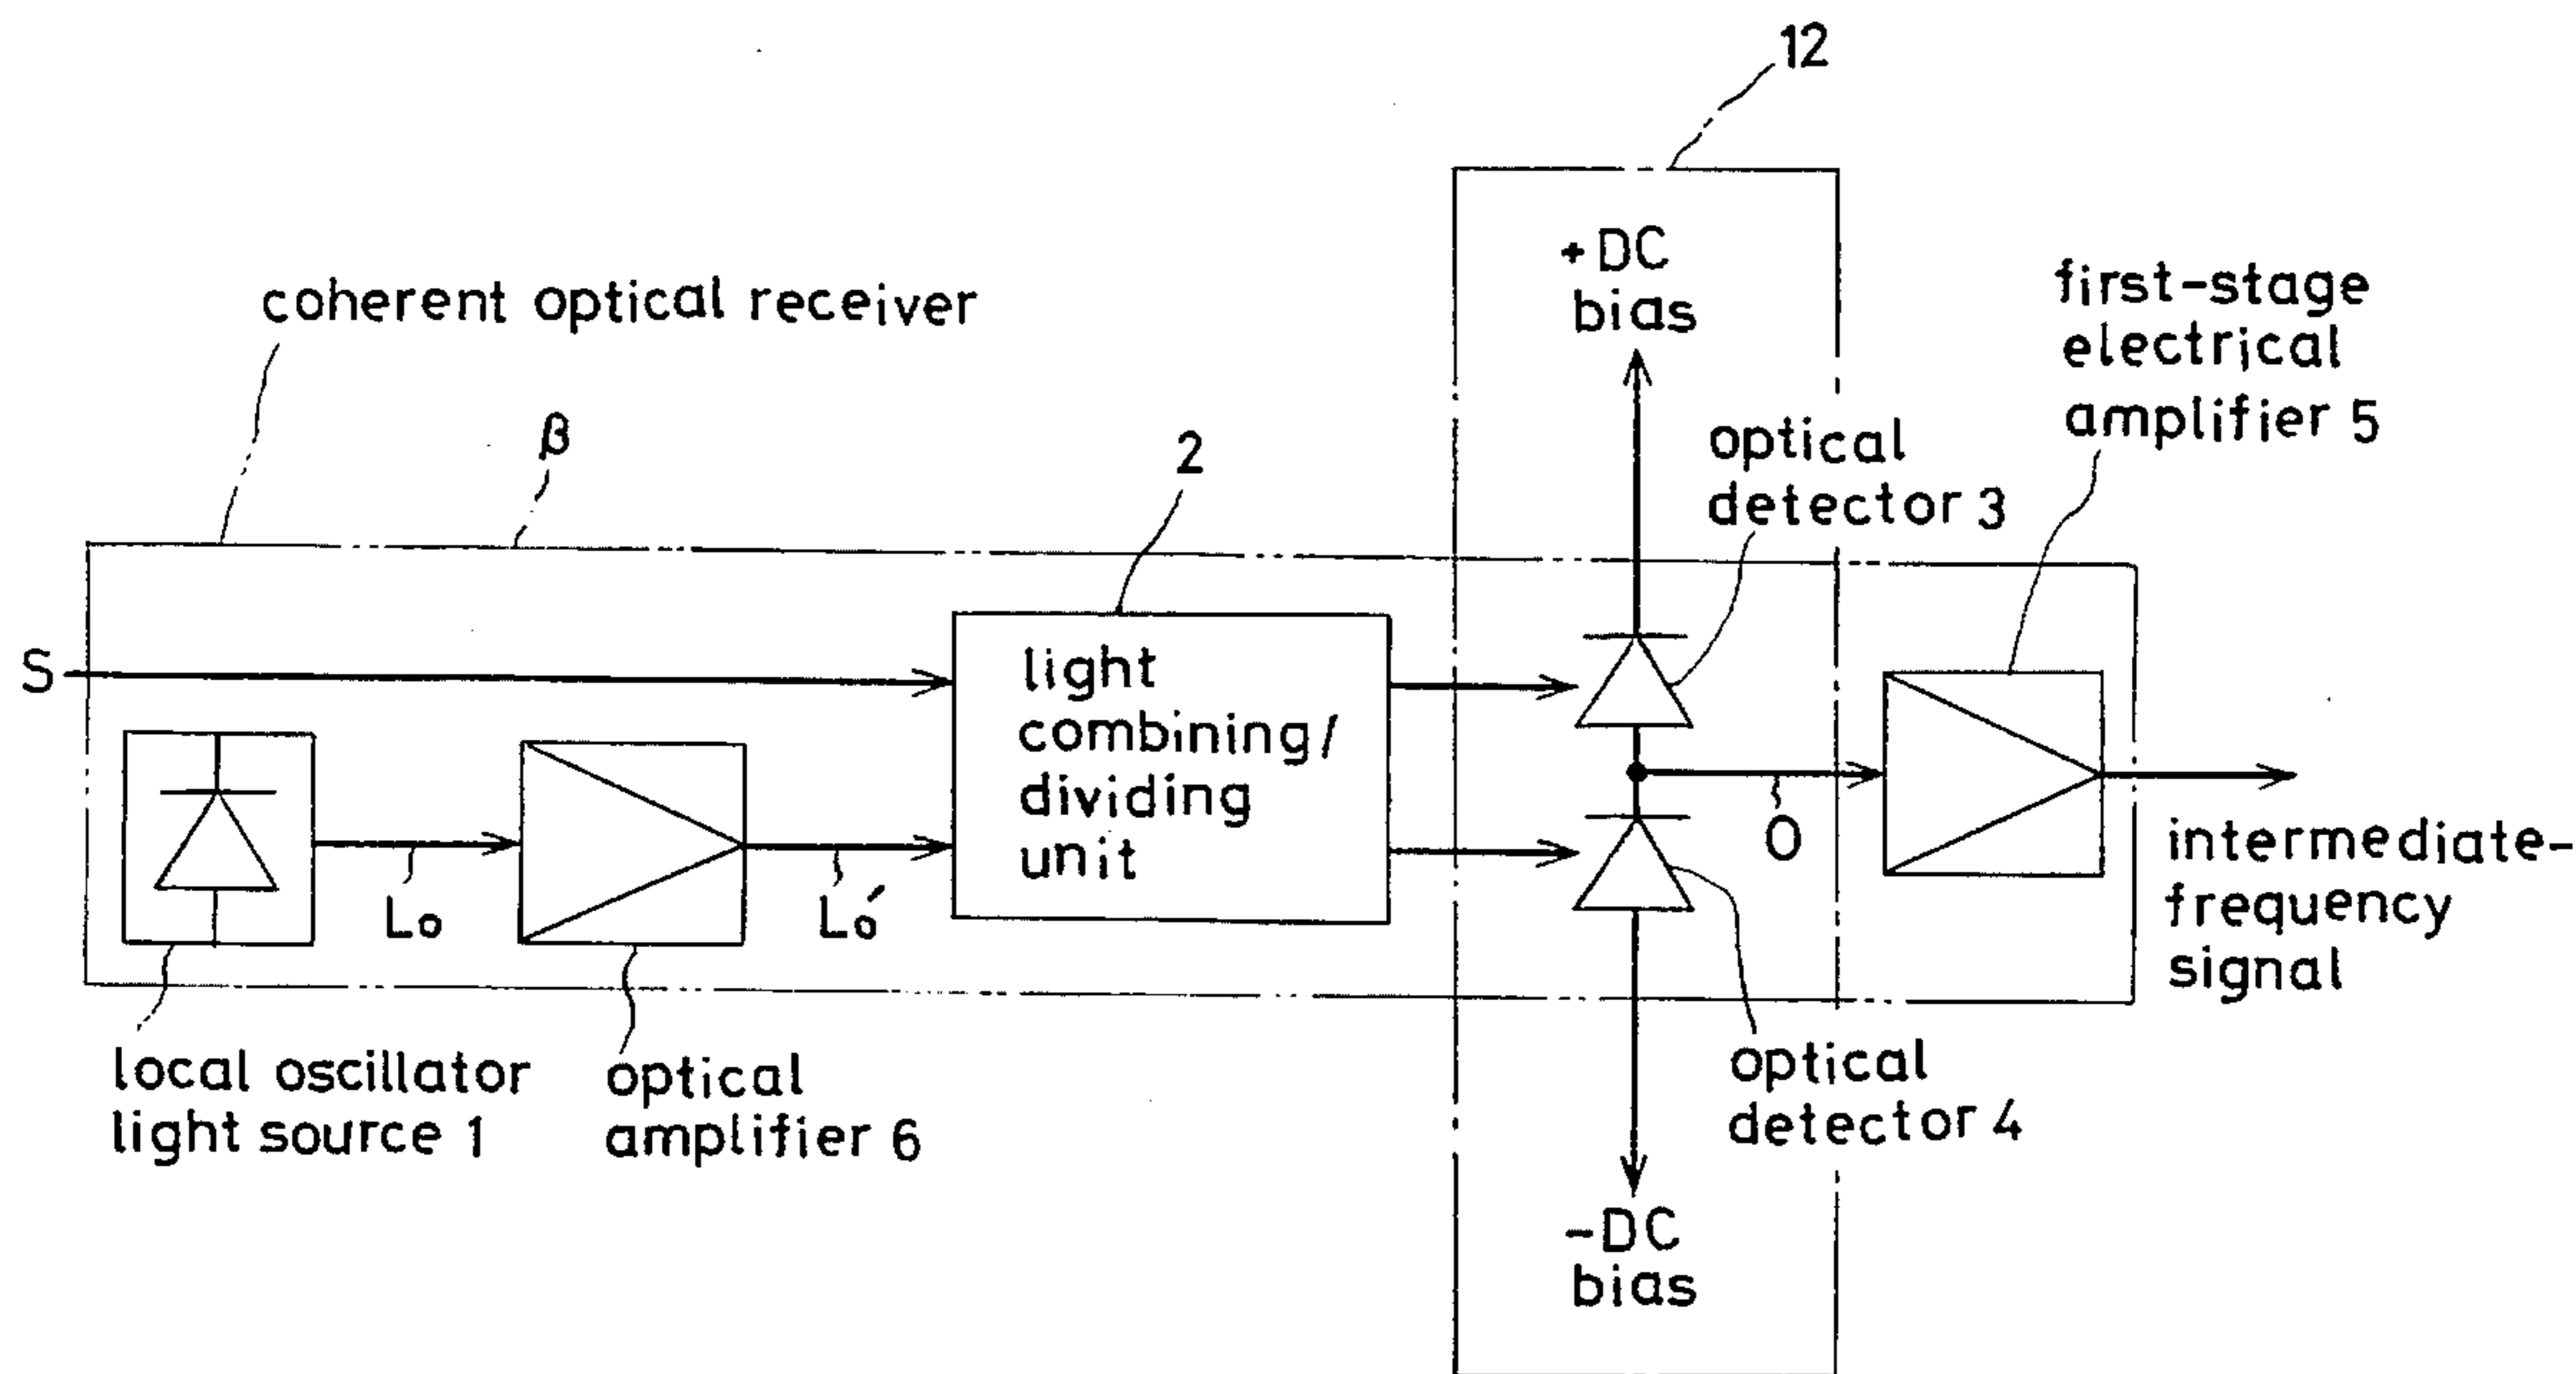 12
+DC
bias
first-stage
electrical
amplifier 5
coherent optical receiver
β
2
optical
detector 3
S
light
combining/
dividing
unit
Lo
Lo′
O
intermediate-
frequency
signal
local oscillator
light source 1
optical
amplifier 6
optical
detector 4
-DC
bias